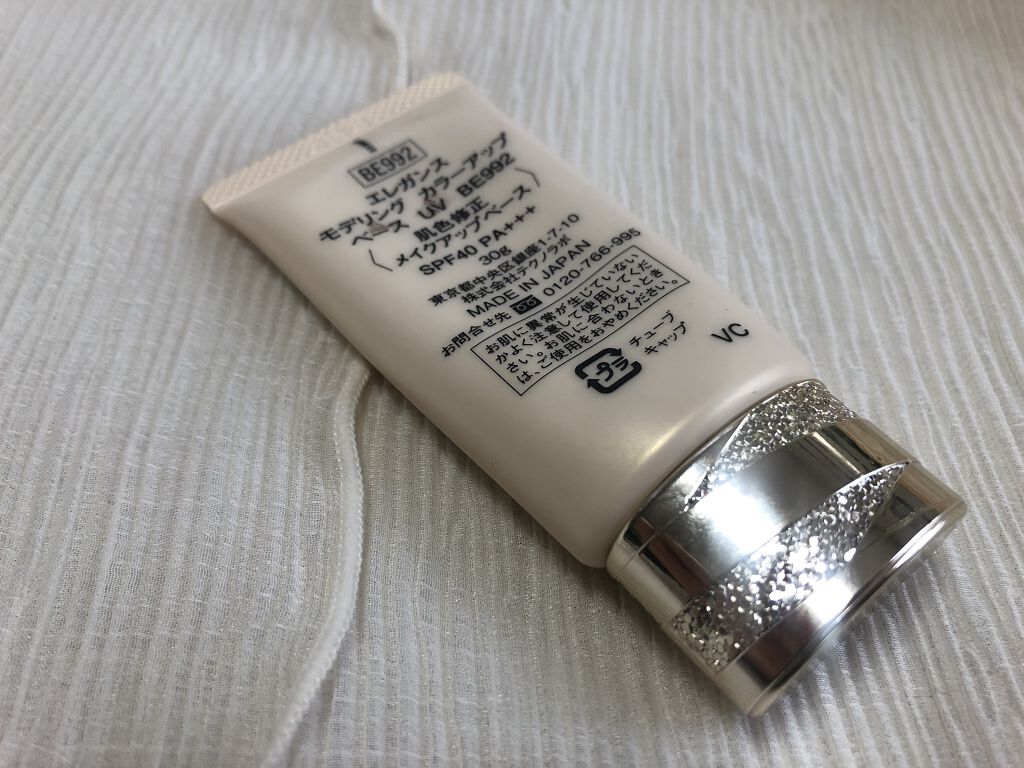 BE992
エレガンス
モデリング カラーアップ
ベース UV BE992
肌色修正
〈メイクアップベース〉
SPF40 PA+++
30g
東京都中央区銀座1-7-10
株式会社テクノラボ
MADE IN JAPAN
お問合せ先 0120-766-995
お肌に異常が生じていない
かよく注意して使用してくだ
さい。お肌に合わないとき
は、ご使用をおやめください。
プラ
チューブ
キャップ
VC